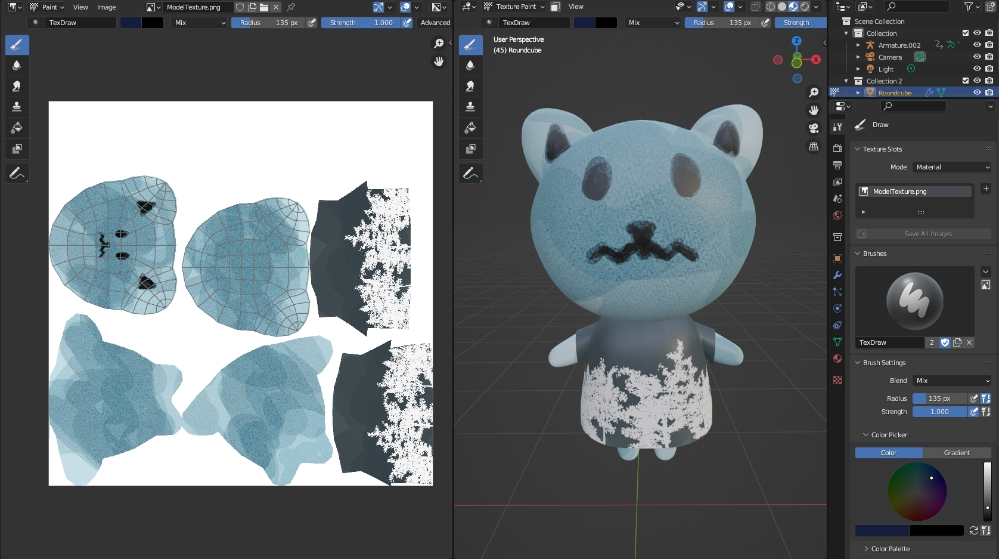 Paint View Image ModelTexture.png
TexDraw Mix Radius 135 px Strength 1.000 Advanced
Texture Paint View
TexDraw Mix Radius 135 px Strength
User Perspective
(45) Roundcube
Z
Y
X
Scene Collection
Collection
Armature.002
Camera
Light
Collection 2
Roundcube
Draw
Texture Slots
Mode Material
ModelTexture.png
Save All Images
Brushes
TexDraw 2
Brush Settings
Blend Mix
Radius 135 px
Strength 1.000
Color Picker
Color Gradient
Color Palette